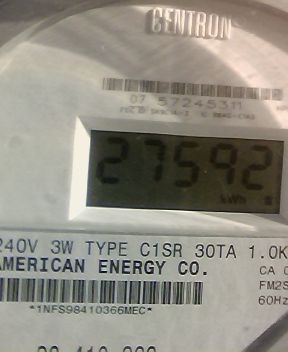 CENTRON
07 57245311
27592
kWh
240V 3W TYPE C1SR 30TA 1.0K
AMERICAN ENERGY CO.
CA
FM2S
60Hz
*1NFS98410366MEC*